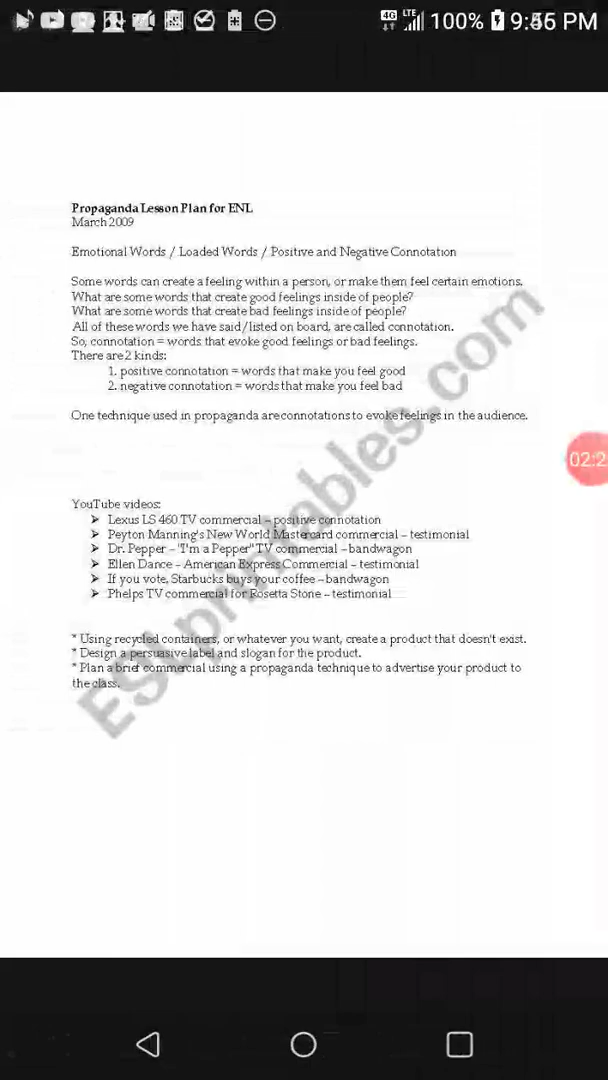 4G LTE 100% 9:56 PM
Propaganda Lesson Plan for ENL
March 2009
Emotional Words / Loaded Words / Positive and Negative Connotation
Some words can create a feeling within a person, or make them feel certain emotions.
What are some words that create good feelings inside of people?
What are some words that create bad feelings inside of people?
All of these words we have said/listed on board, are called connotation.
So, connotation = words that evoke good feelings or bad feelings.
There are 2 kinds:
1. positive connotation = words that make you feel good
2. negative connotation = words that make you feel bad
One technique used in propaganda are connotations to evoke feelings in the audience.
02:2
YouTube videos:
➢ Lexus LS 460 TV commercial – positive connotation
➢ Peyton Manning's New World Mastercard commercial – testimonial
➢ Dr. Pepper – "I'm a Pepper" TV commercial – bandwagon
➢ Ellen Dance – American Express Commercial – testimonial
➢ If you vote, Starbucks buys your coffee – bandwagon
➢ Phelps TV commercial for Rosetta Stone – testimonial
* Using recycled containers, or whatever you want, create a product that doesn't exist.
* Design a persuasive label and slogan for the product.
* Plan a brief commercial using a propaganda technique to advertise your product to
the class.
ESLprintables.com